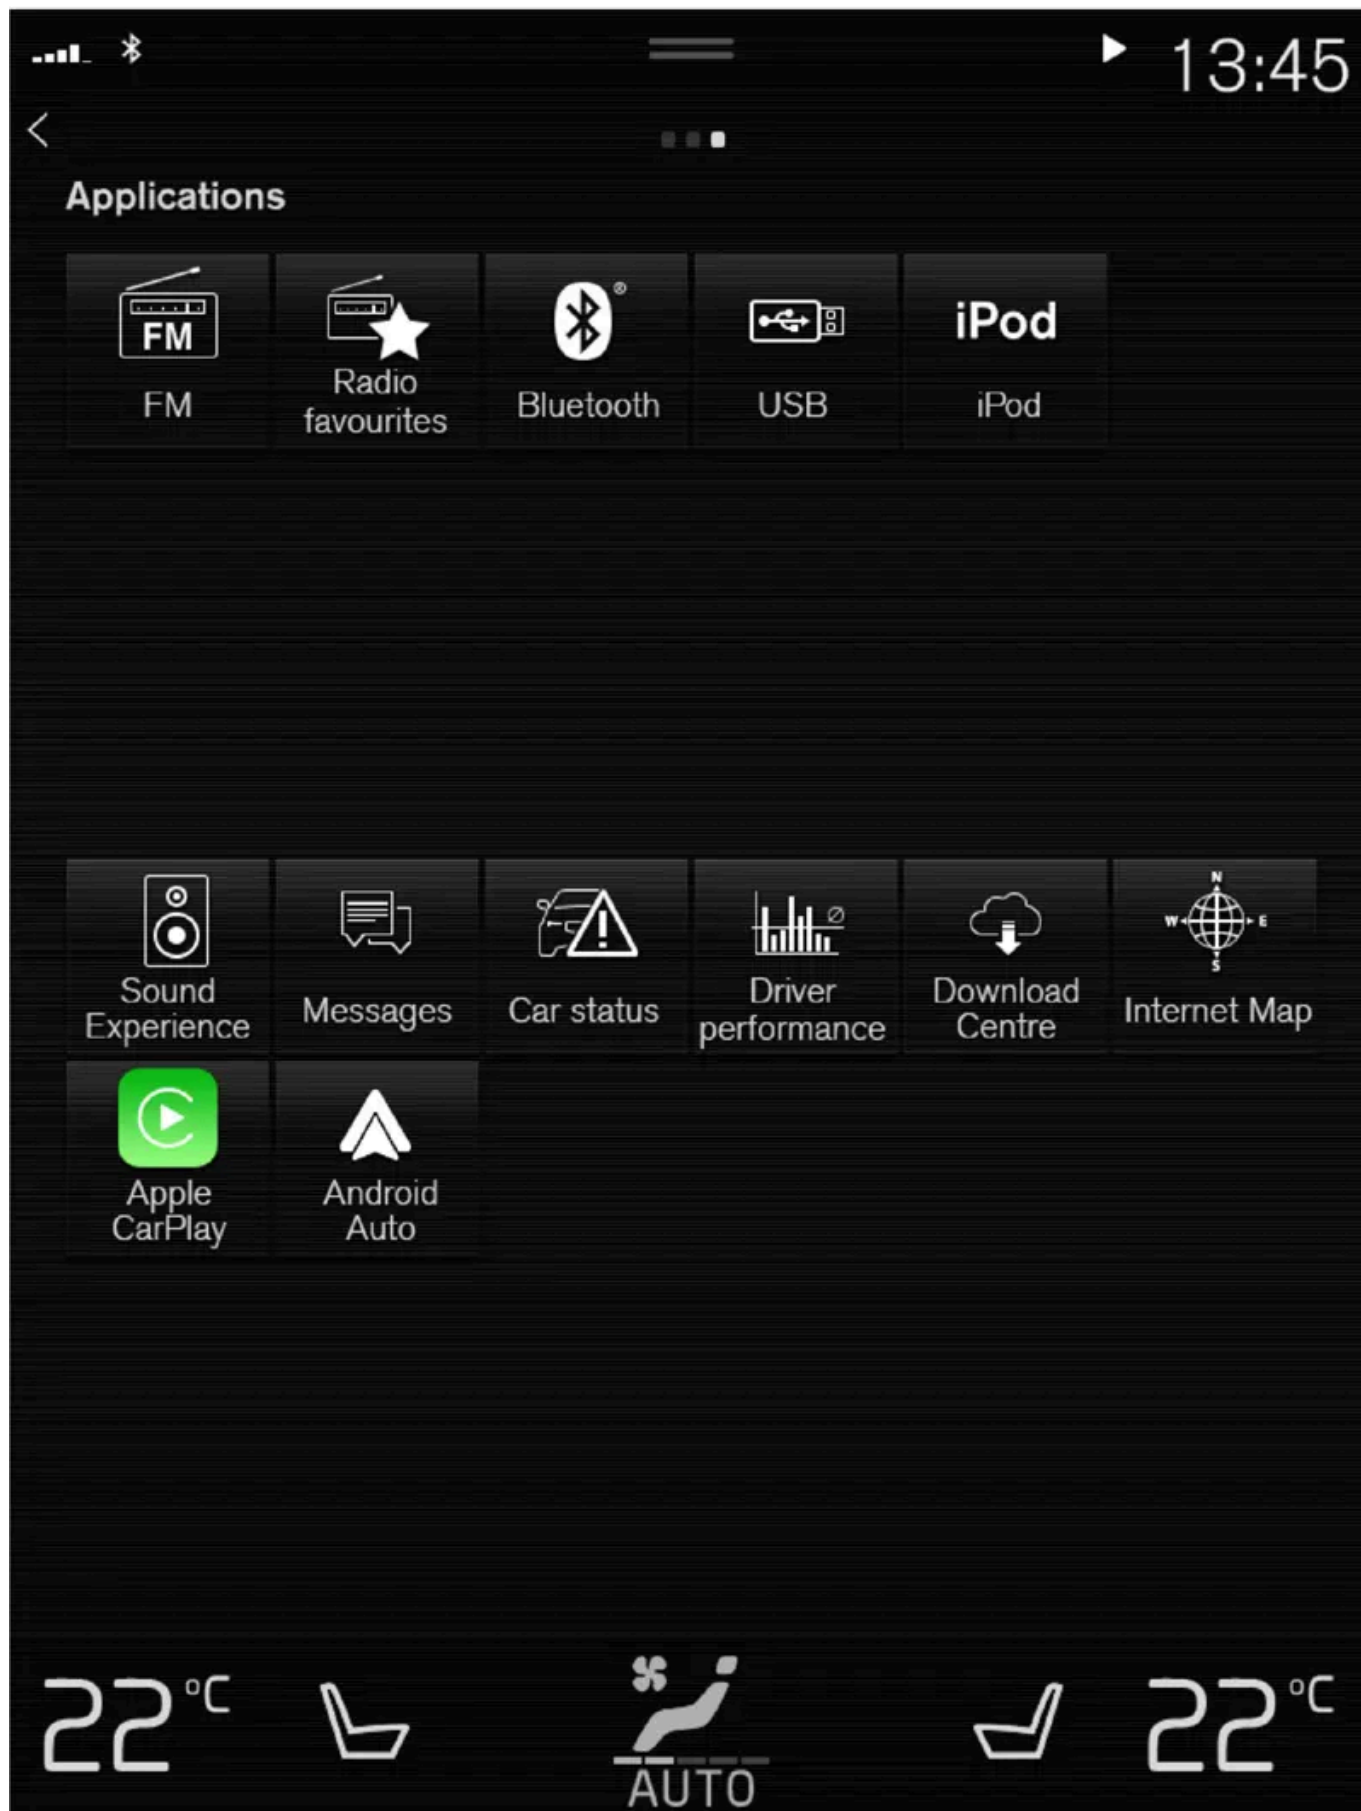 13:45
Applications
FM
iPod
FM
Radio
favourites
Bluetooth
®
USB
iPod
N
W
E
S
Sound
Experience
Messages
Car status
Driver
performance
Download
Centre
Internet Map
Apple
CarPlay
Android
Auto
22°C
22°C
AUTO